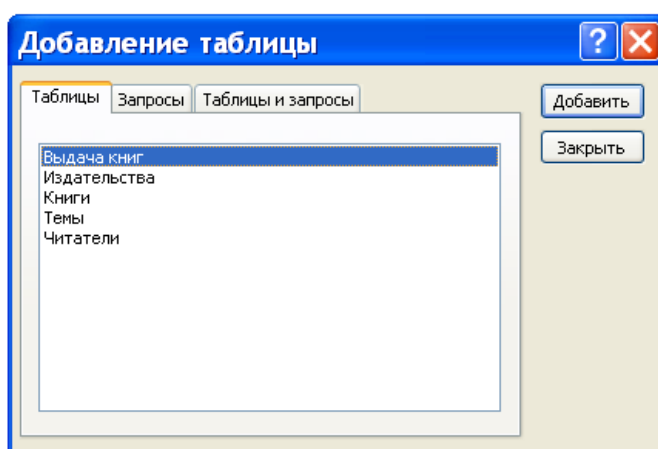 Добавление таблицы
Таблицы Запросы Таблицы и запросы
Добавить
Закрыть
Выдача книг
Издательства
Книги
Темы
Читатели